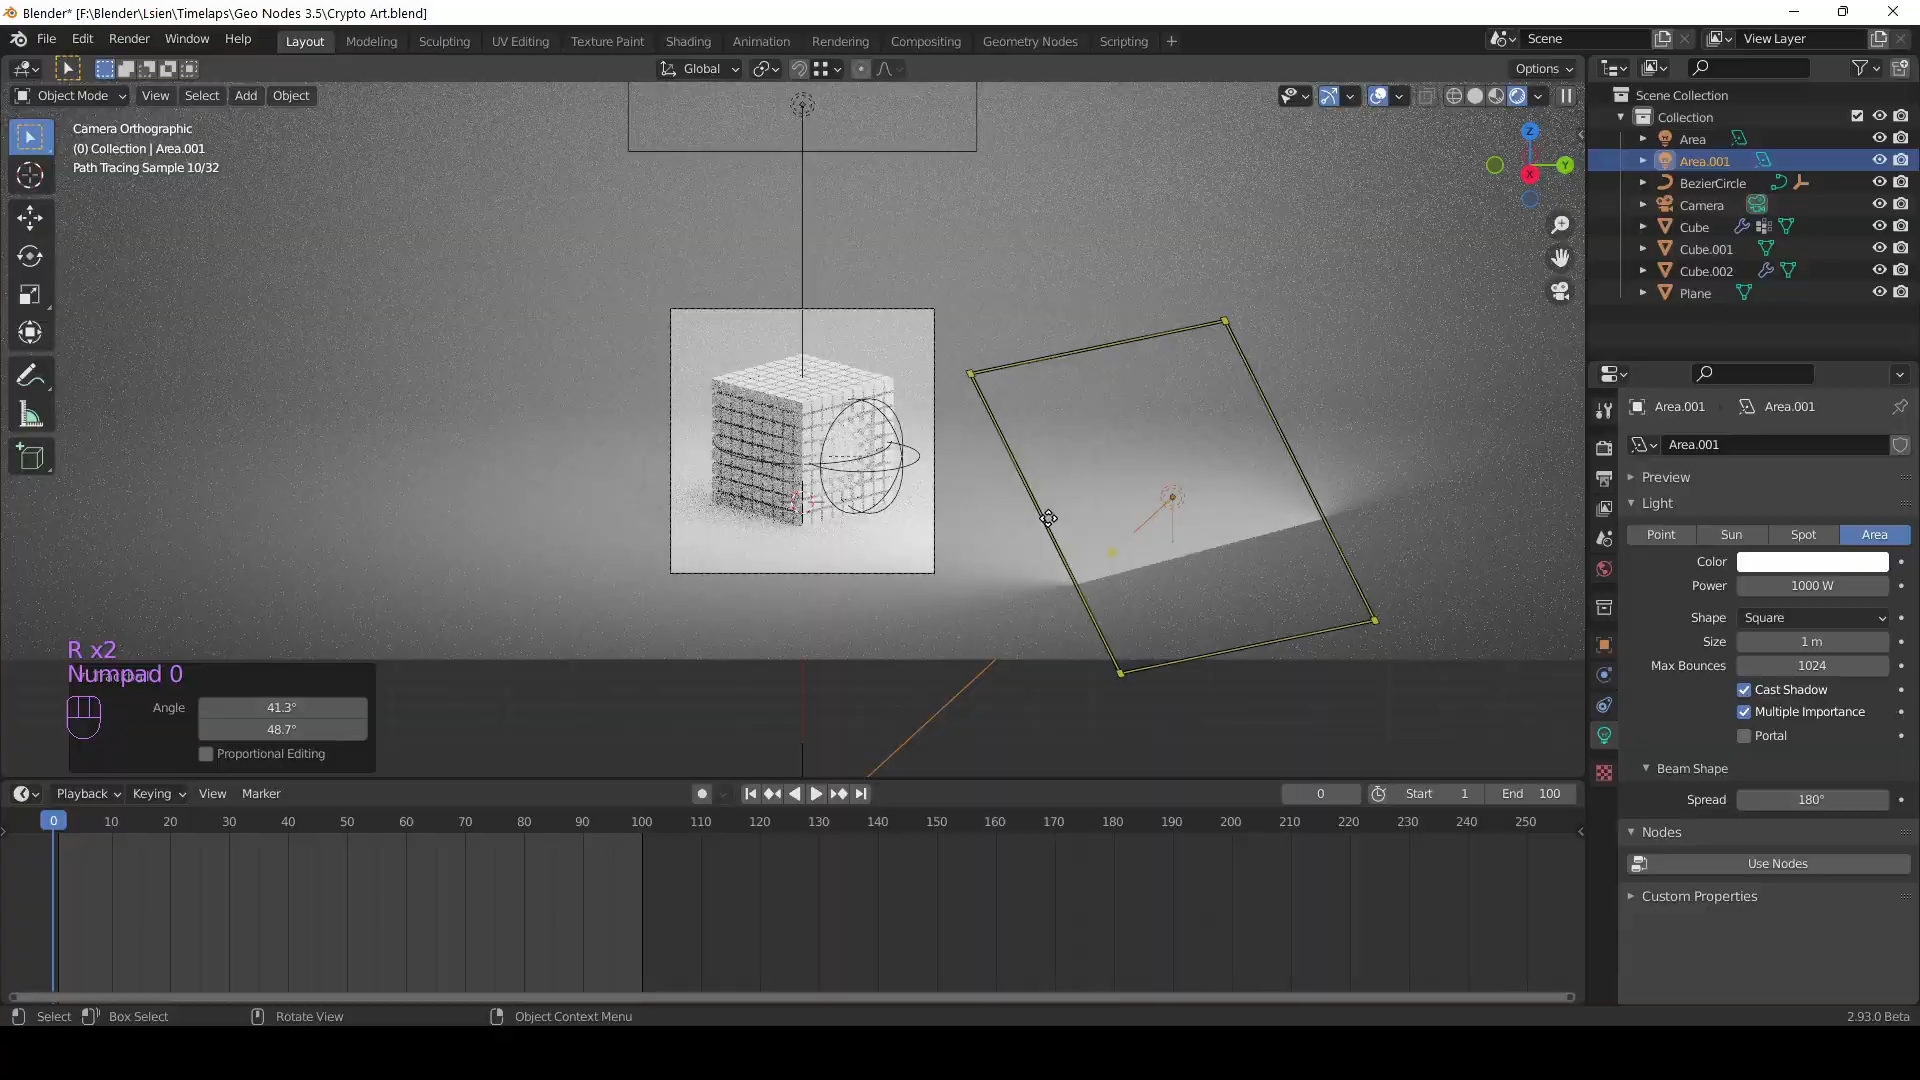 Blender* [F:\Blender\Lsien\Timelaps\Geo Nodes 3.5\Crypto Art.blend]
File Edit Render Window Help
Layout Modeling Sculpting UV Editing Texture Paint Shading Animation Rendering Compositing Geometry Nodes Scripting +
Scene
View Layer
Global
Options
Object Mode View Select Add Object
Camera Orthographic
(0) Collection | Area.001
Path Tracing Sample 10/32
Z
Y
X
Scene Collection
Collection
Area
Area.001
BezierCircle
Camera
Cube
Cube.001
Cube.002
Plane
Area.001
Area.001
Area.001
Preview
Light
Point Sun Spot Area
Color
Power 1000 W
Shape Square
Size 1 m
Max Bounces 1024
Cast Shadow
Multiple Importance
Portal
Beam Shape
Spread 180°
Nodes
Use Nodes
Custom Properties
R x2
Numpad 0
Angle 41.3°
48.7°
Proportional Editing
Playback Keying View Marker
0
Start 1
End 100
0 10 20 30 40 50 60 70 80 90 100 110 120 130 140 150 160 170 180 190 200 210 220 230 240 250
Select Box Select Rotate View Object Context Menu
2.93.0 Beta